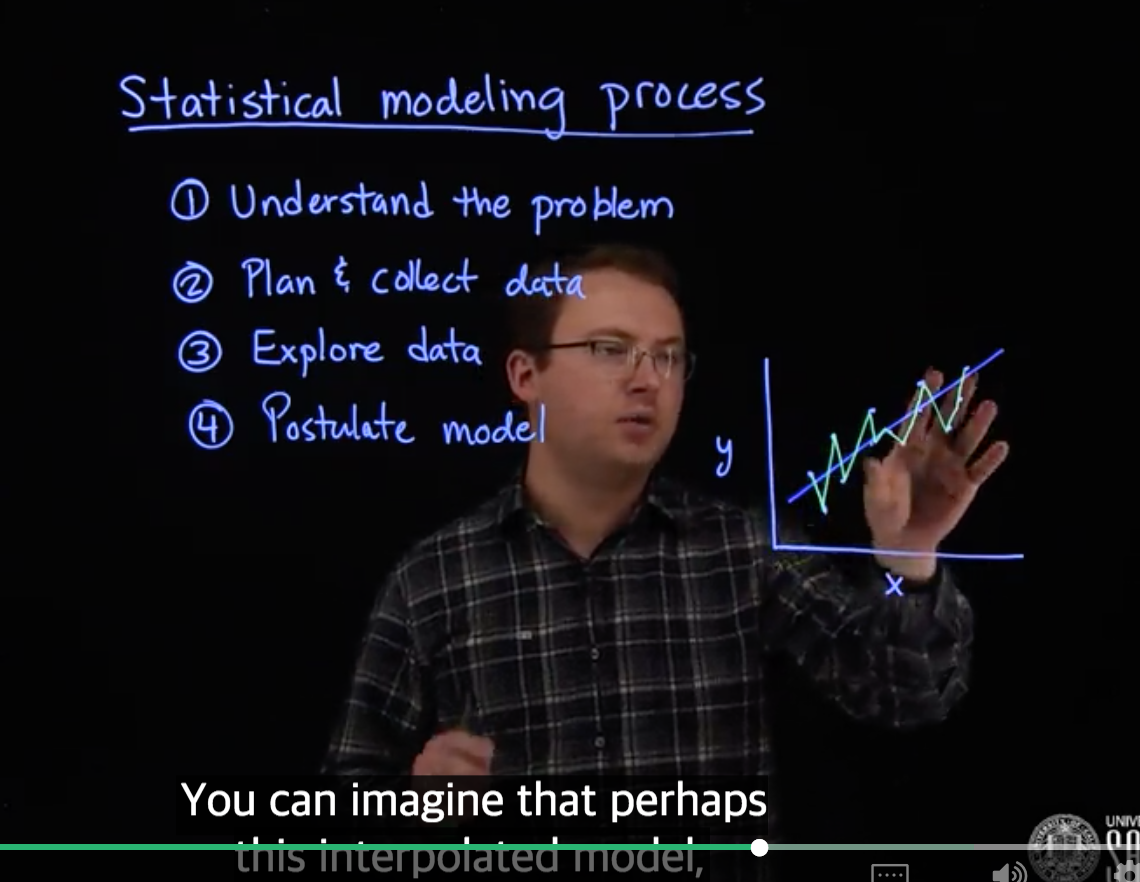 Statistical modeling process
① Understand the problem
② Plan & collect data
③ Explore data
④ Postulate model
y
x
You can imagine that perhaps
this interpolated model,